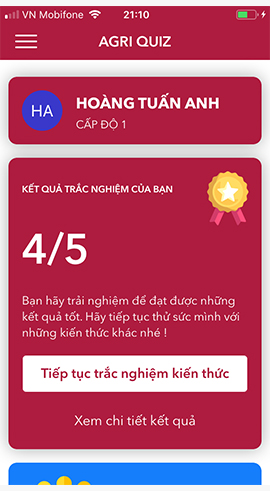 VN Mobifone 21:10
AGRI QUIZ
HA
HOÀNG TUẤN ANH
CẤP ĐỘ 1
KẾT QUẢ TRẮC NGHIỆM CỦA BẠN
4/5
Bạn hãy trải nghiệm để đạt được những
kết quả tốt. Hãy tiếp tục thử sức mình với
những kiến thức khác nhé !
Tiếp tục trắc nghiệm kiến thức
Xem chi tiết kết quả